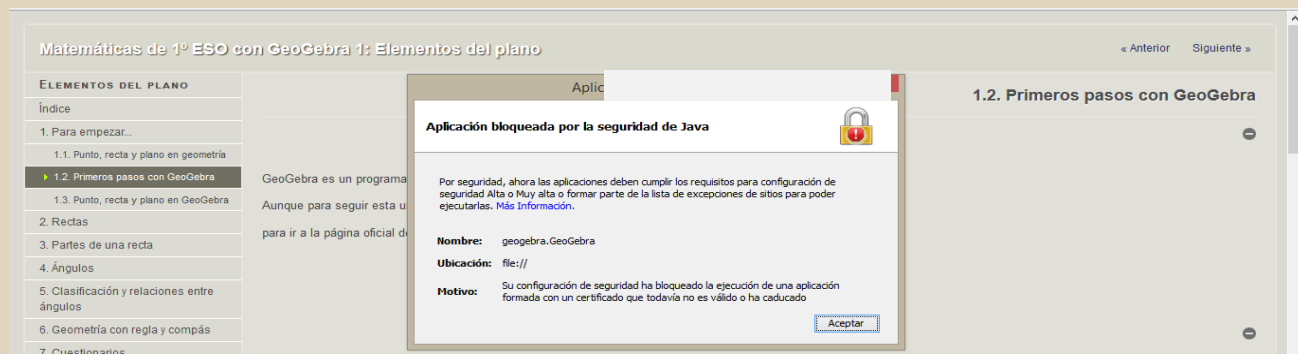 Matemáticas de 1º ESO con GeoGebra 1: Elementos del plano
« Anterior Siguiente »
ELEMENTOS DEL PLANO
Índice
1. Para empezar...
1.1. Punto, recta y plano en geometría
1.2. Primeros pasos con GeoGebra
1.3. Punto, recta y plano en GeoGebra
2. Rectas
3. Partes de una recta
4. Ángulos
5. Clasificación y relaciones entre
ángulos
6. Geometría con regla y compás
7. Cuestionarios
1.2. Primeros pasos con GeoGebra
GeoGebra es un programa
Aunque para seguir esta
para ir a la página oficial
Aplicación bloqueada por la seguridad de Java
Por seguridad, ahora las aplicaciones deben cumplir los requisitos para configuración de
seguridad Alta o Muy alta o formar parte de la lista de excepciones de sitios para poder
ejecutarlas. Más Información.
Nombre: geogebra.GeoGebra
Ubicación: file://
Motivo: Su configuración de seguridad ha bloqueado la ejecución de una aplicación
formada con un certificado que todavía no es válido o ha caducado
Aceptar